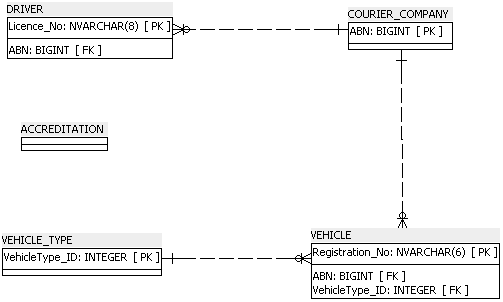 DRIVER
Licence_No: NVARCHAR(8) [ PK ]
ABN: BIGINT [ FK ]
COURIER_COMPANY
ABN: BIGINT [ PK ]
ACCREDITATION
VEHICLE_TYPE
VehicleType_ID: INTEGER [ PK ]
VEHICLE
Registration_No: NVARCHAR(6) [ PK ]
ABN: BIGINT [ FK ]
VehicleType_ID: INTEGER [ FK ]